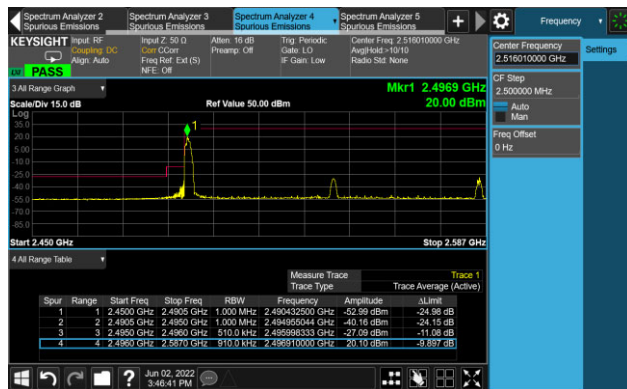 Spectrum Analyzer 2
Spurious Emissions
Spectrum Analyzer 3
Spurious Emissions
Spectrum Analyzer 4
Spurious Emissions
Spectrum Analyzer 5
Spurious Emissions
+
Frequency
KEYSIGHT
Input: RF
Coupling: DC
Align: Auto
Input Z: 50 Ω
Corr CCorr
Freq Ref: Ext (S)
NFE: Off
Atten: 16 dB
Preamp: Off
Trig: Periodic
Gate: LO
IF Gain: Low
Center Freq: 2.516010000 GHz
Avg|Hold:>10/10
Radio Std: None
PASS
Center Frequency
2.516010000 GHz
Settings
CF Step
2.500000 MHz
Auto
Man
Freq Offset
0 Hz
3 All Range Graph
Mkr1 2.4969 GHz
Scale/Div 15.0 dB
Ref Value 50.00 dBm
20.00 dBm
Log
35.0
20.0
5.00
-10.0
-25.0
-40.0
-55.0
-70.0
-85.0
1
Start 2.450 GHz
Stop 2.587 GHz
4 All Range Table
Measure Trace Trace 1
Trace Type Trace Average (Active)
Spur Range Start Freq Stop Freq RBW Frequency Amplitude ΔLimit
1 1 2.4500 GHz 2.4905 GHz 1.000 MHz 2.490432500 GHz -52.99 dBm -24.98 dB
2 2 2.4905 GHz 2.4950 GHz 1.000 MHz 2.494955044 GHz -40.16 dBm -24.15 dB
3 3 2.4950 GHz 2.4960 GHz 510.0 kHz 2.495998333 GHz -27.09 dBm -11.08 dB
4 4 2.4960 GHz 2.5870 GHz 910.0 kHz 2.496910000 GHz 20.10 dBm -9.897 dB
?
Jun 02, 2022
3:46:41 PM